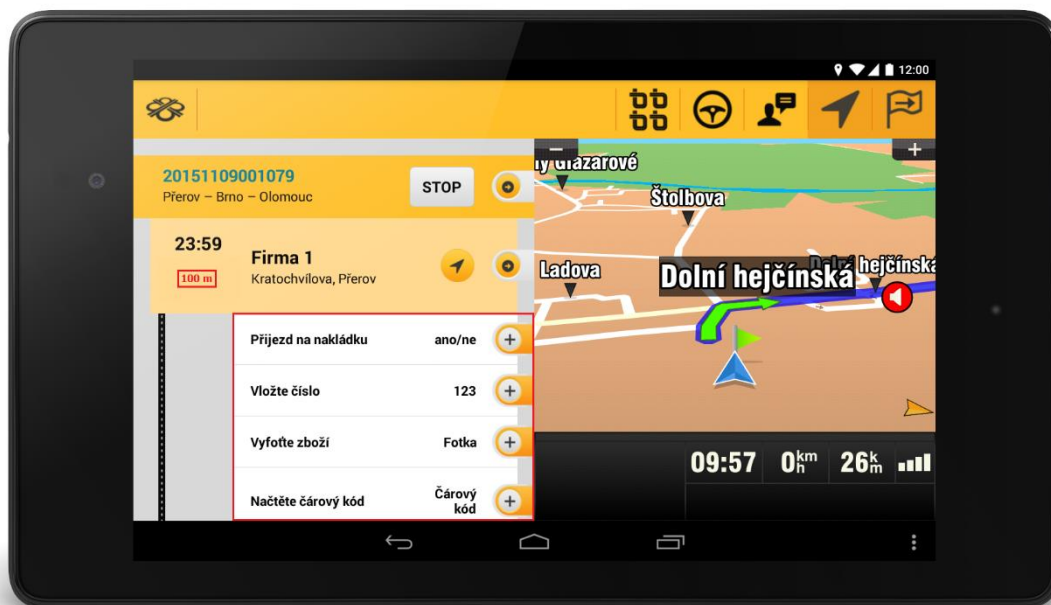 12:00
20151109001079
Přerov – Brno – Olomouc
STOP
23:59
100 m
Firma 1
Kratochvílova, Přerov
Přijezd na nakládku ano/ne
Vložte číslo 123
Vyfoťte zboží Fotka
Načtěte čárový kód Čárový
kód
Glazarové
Štolbova
Ladova
Dolní hejčínská
hejčínská
09:57 0 km/h 26 km